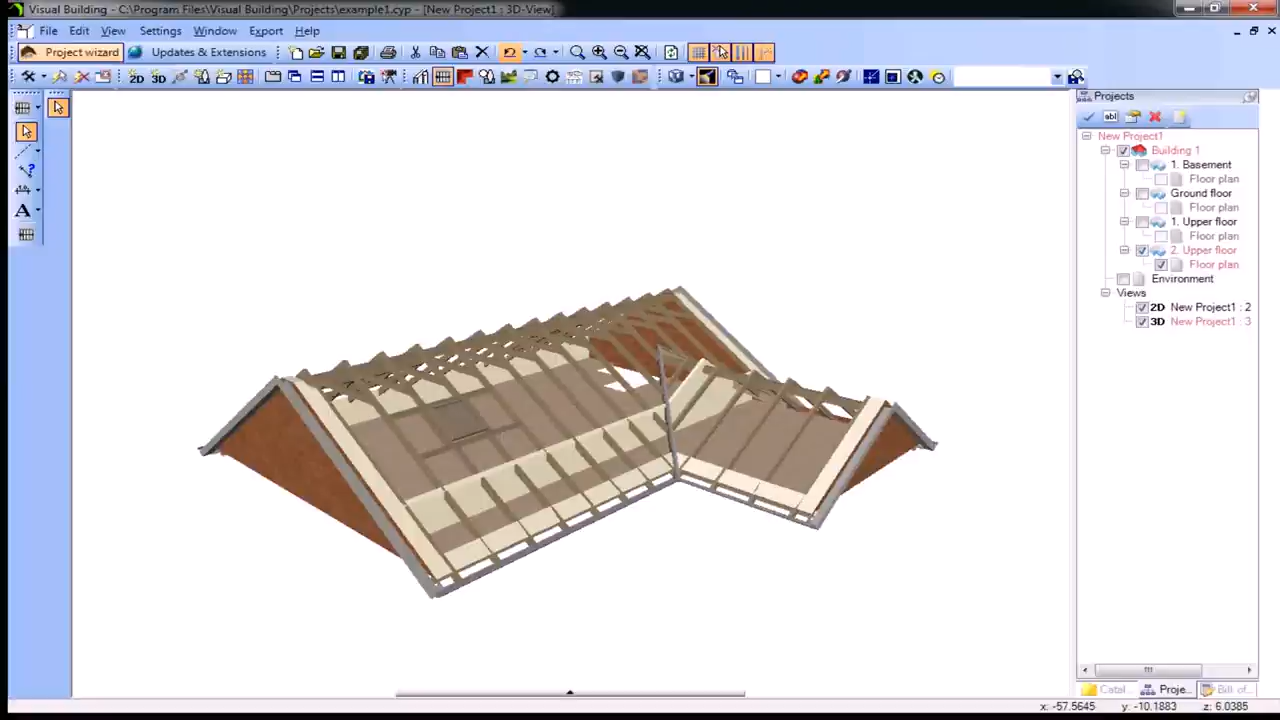 Visual Building - C:\Program Files\Visual Building\Projects\example1.cyp - [New Project1 : 3D-View]
File Edit View Settings Window Export Help
Project wizard Updates & Extensions
2D 3D
Projects
abl
New Project1
Building 1
1. Basement
Floor plan
Ground floor
Floor plan
1. Upper floor
Floor plan
2. Upper floor
Floor plan
Environment
Views
2D New Project1 : 2
3D New Project1 : 3
A
Catal... Proje... Bill of...
x: -57.5645 y: -10.1883 z: 6.0385